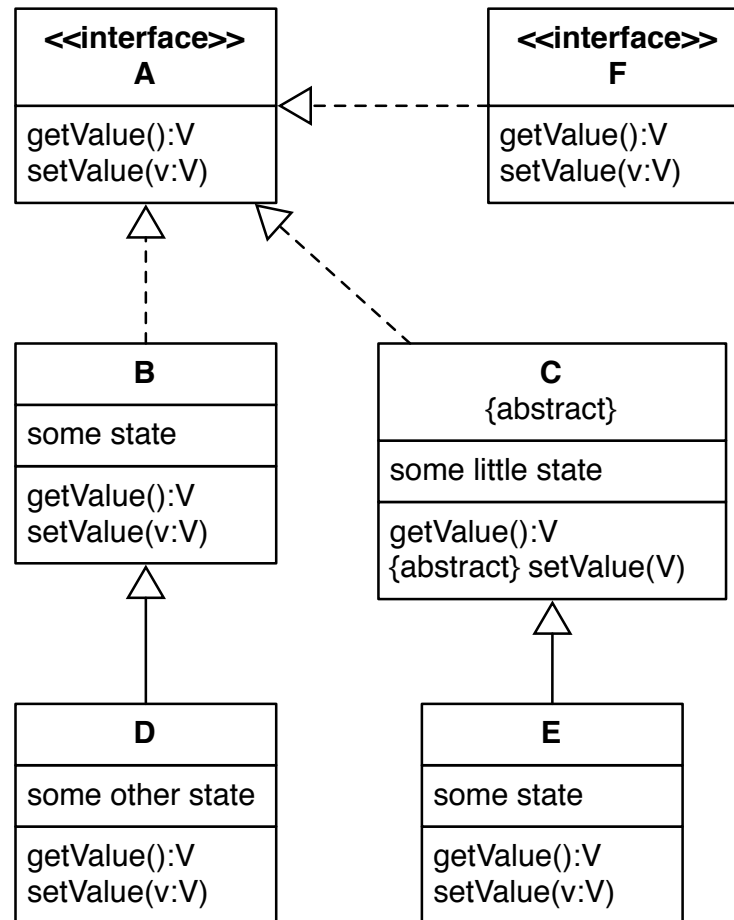 <<interface>>
A
getValue():V
setValue(v:V)
<<interface>>
F
getValue():V
setValue(v:V)
B
some state
getValue():V
setValue(v:V)
C
{abstract}
some little state
getValue():V
{abstract} setValue(V)
D
some other state
getValue():V
setValue(v:V)
E
some state
getValue():V
setValue(v:V)